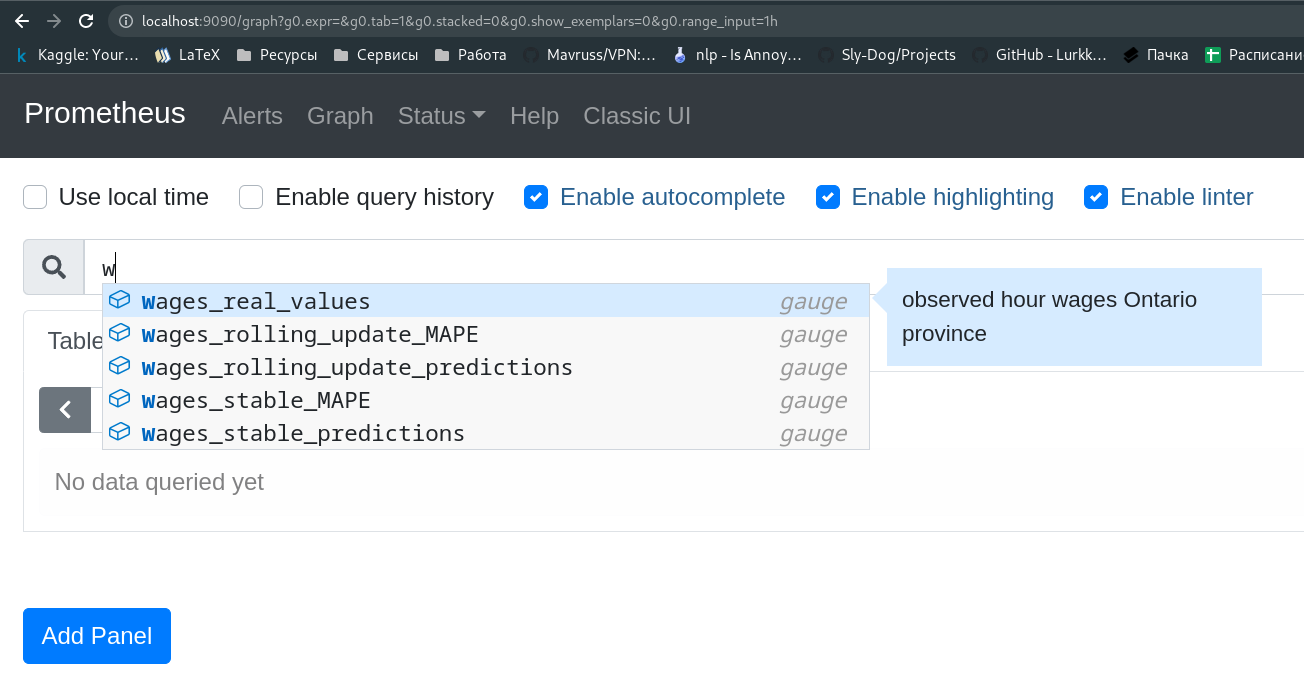 localhost:9090/graph?g0.expr=&g0.tab=1&g0.stacked=0&g0.show_exemplars=0&g0.range_input=1h
Kaggle: Your… LaTeX Ресурсы Сервисы Работа Mavruss/VPN:… nlp - Is Annoy… Sly-Dog/Projects GitHub - Lurkk… Пачка Расписани
Prometheus Alerts Graph Status Help Classic UI
Use local time Enable query history Enable autocomplete Enable highlighting Enable linter
w
wages_real_values gauge
observed hour wages Ontario
province
wages_rolling_update_MAPE gauge
wages_rolling_update_predictions gauge
wages_stable_MAPE gauge
wages_stable_predictions gauge
Table
No data queried yet
Add Panel